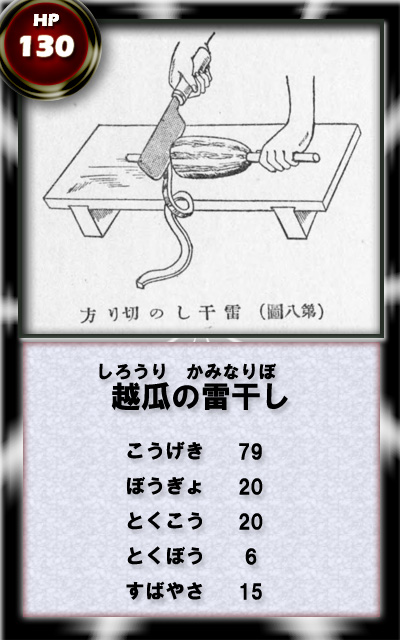 HP
130
方り切の し干雷 (圖八第)
しろうり かみなりぼ
越瓜の雷干し
こうげき 79
ぼうぎょ 20
とくこう 20
とくぼう 6
すばやさ 15